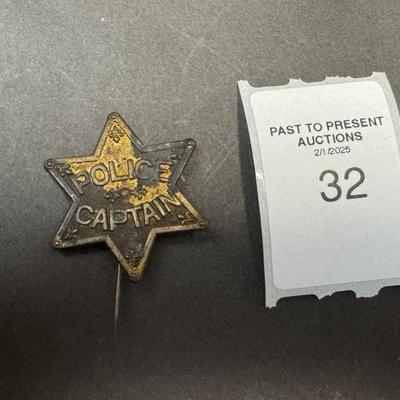 POLICE
CAPTAIN
PAST TO PRESENT
AUCTIONS
2/1/2025
32